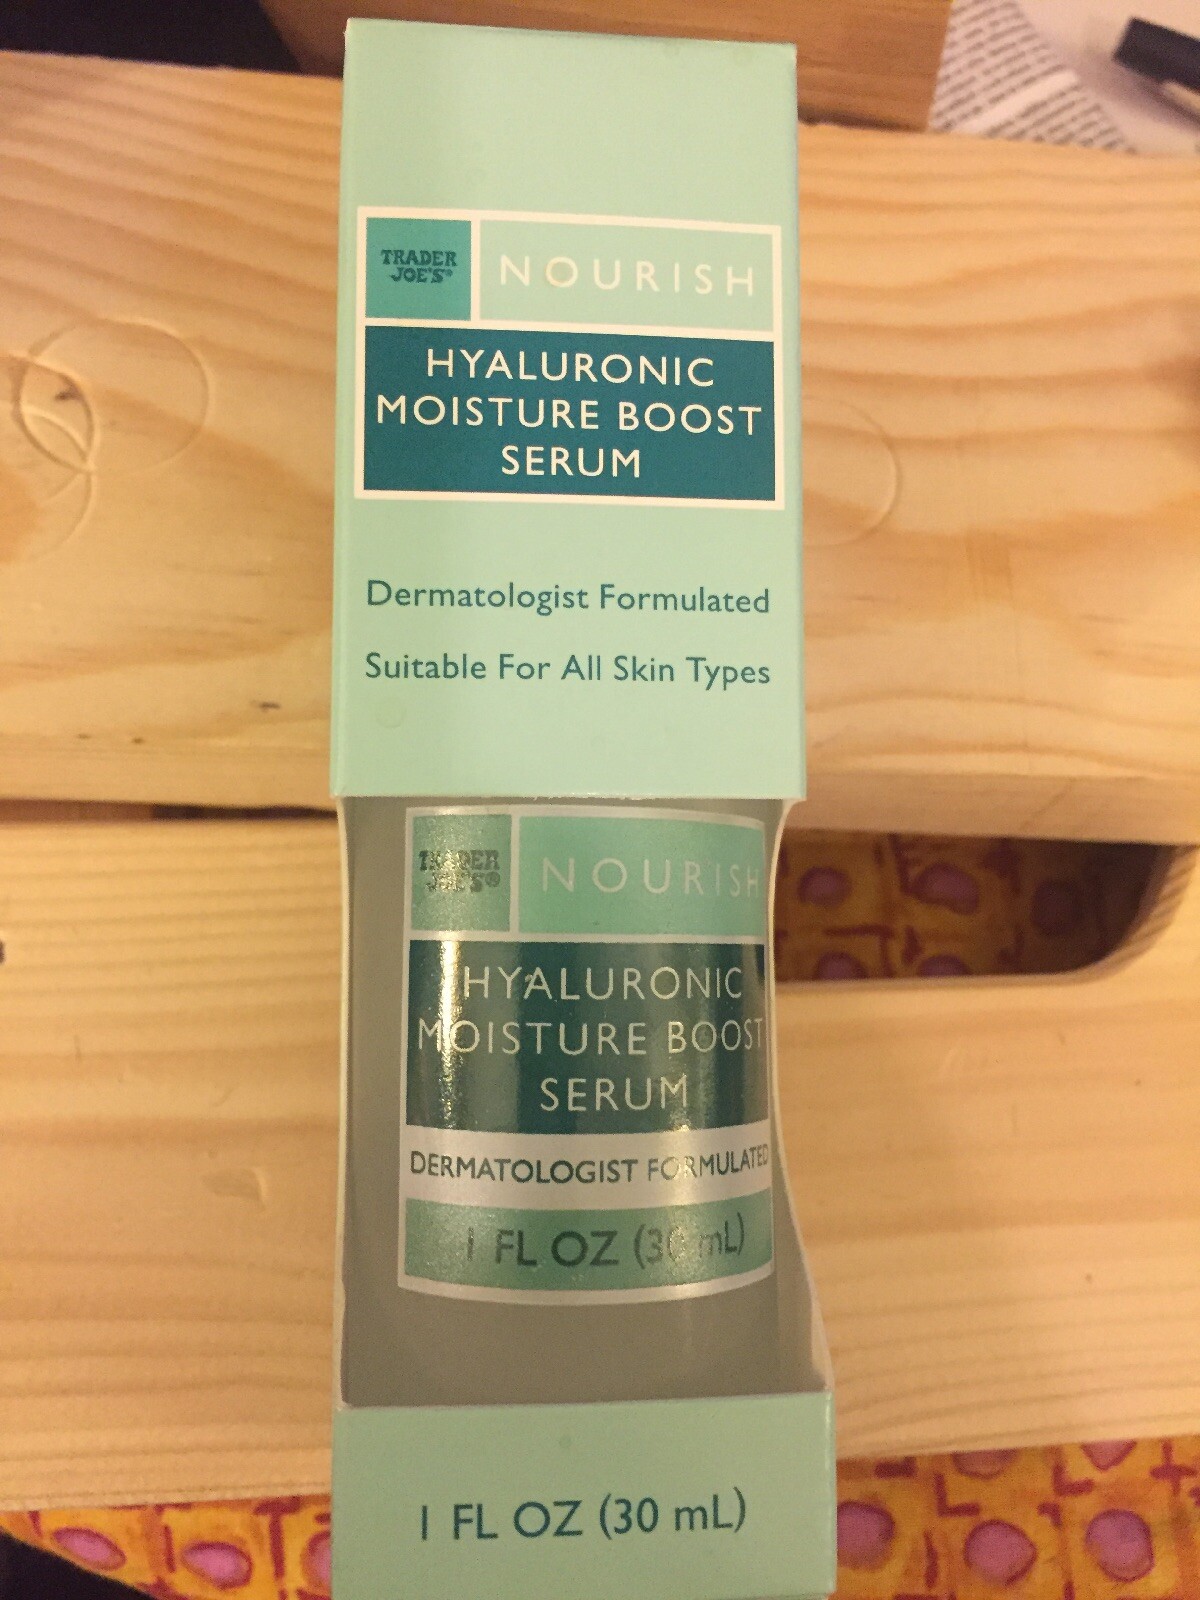 TRADER
JOE'S®
NOURISH
HYALURONIC
MOISTURE BOOST
SERUM
Dermatologist Formulated
Suitable For All Skin Types
TRADER
JOE'S®
NOURISH
HYALURONIC
MOISTURE BOOST
SERUM
DERMATOLOGIST FORMULATED
1 FL OZ (30 mL)
1 FL OZ (30 mL)